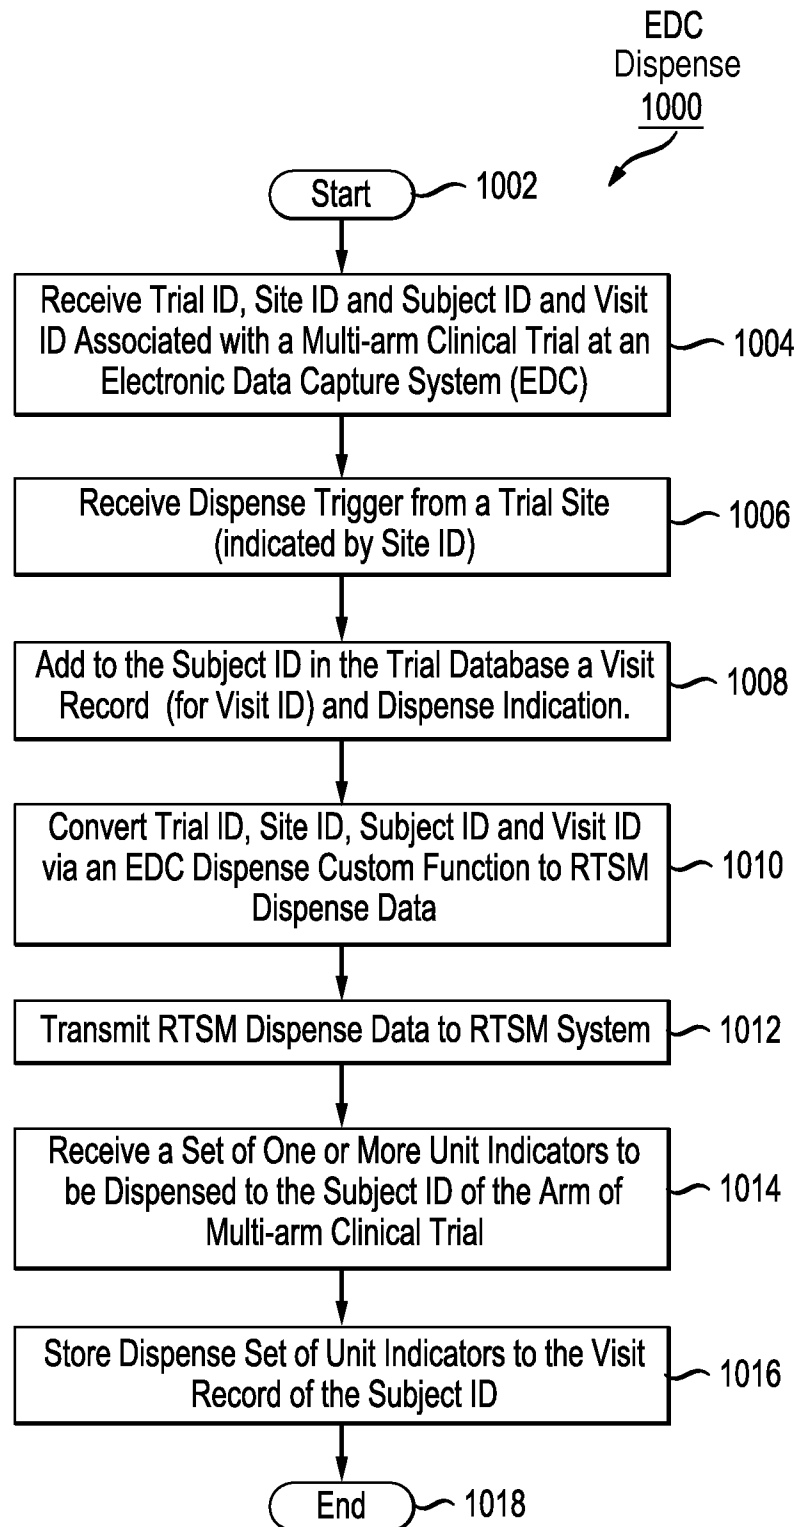 EDC
Dispense
1000
Start
1002
Receive Trial ID, Site ID and Subject ID and Visit
ID Associated with a Multi-arm Clinical Trial at an
Electronic Data Capture System (EDC)
1004
Receive Dispense Trigger from a Trial Site
(indicated by Site ID)
1006
Add to the Subject ID in the Trial Database a Visit
Record (for Visit ID) and Dispense Indication.
1008
Convert Trial ID, Site ID, Subject ID and Visit ID
via an EDC Dispense Custom Function to RTSM
Dispense Data
1010
Transmit RTSM Dispense Data to RTSM System
1012
Receive a Set of One or More Unit Indicators to
be Dispensed to the Subject ID of the Arm of
Multi-arm Clinical Trial
1014
Store Dispense Set of Unit Indicators to the Visit
Record of the Subject ID
1016
End
1018